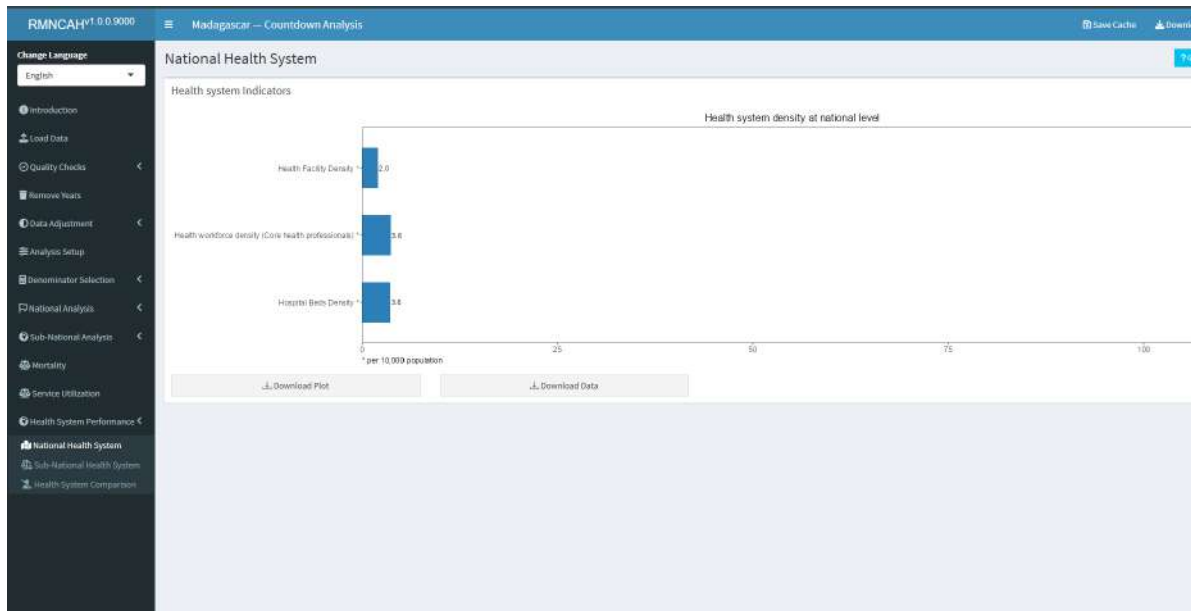 RMNCAH v1.0.0.9000
Madagascar — Countdown Analysis
Save Cache
Change Language
English
National Health System
Introduction
Load Data
Quality Checks
Remove Years
Data Adjustment
Analysis Setup
Denominator Selection
National Analysis
Sub-National Analysis
Mortality
Service Utilization
Health System Performance
National Health System
Sub-National Health System
Health System Comparison
Health system Indicators
Health system density at national level
Health Facility Density *
2.0
Health workforce density (Core health professionals) *
3.6
Hospital Beds Density *
3.6
0
25
50
75
100
* per 10,000 population
Download Plot
Download Data